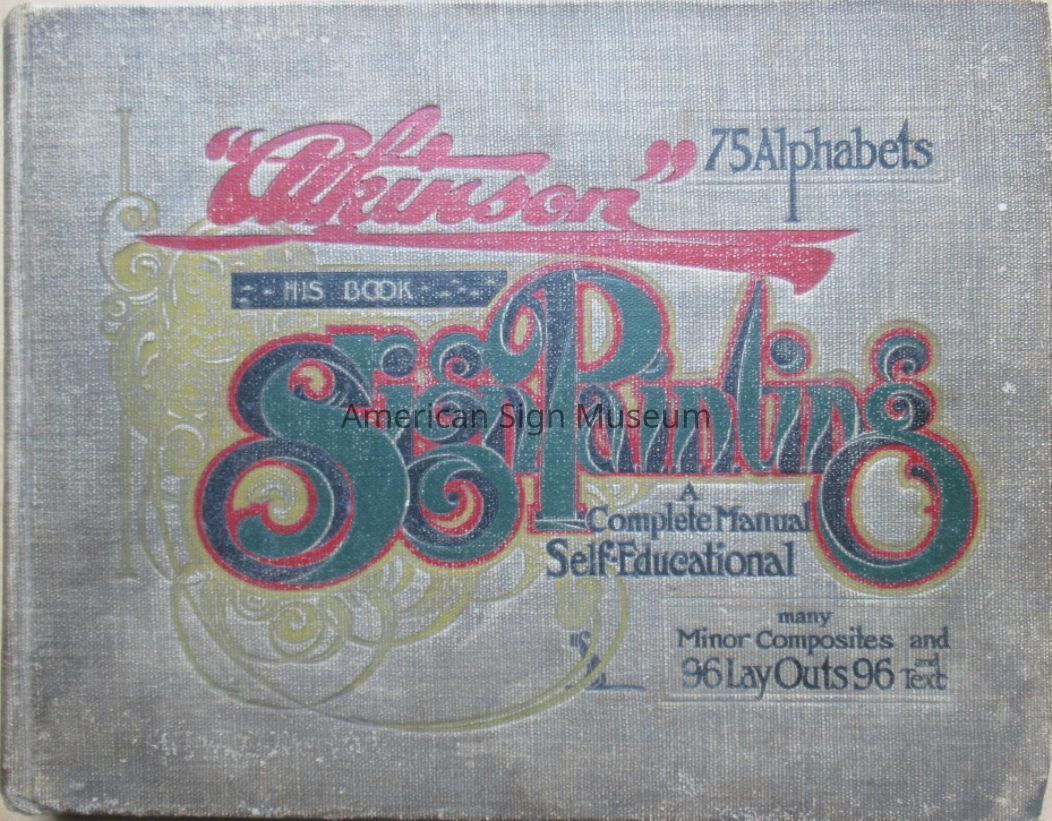 "Atkinson"
75 Alphabets
HIS BOOK
Sign Painting
American Sign Museum
A
Complete Manual
Self-Educational
many
Minor Composites and
96 Lay Outs 96 and Text